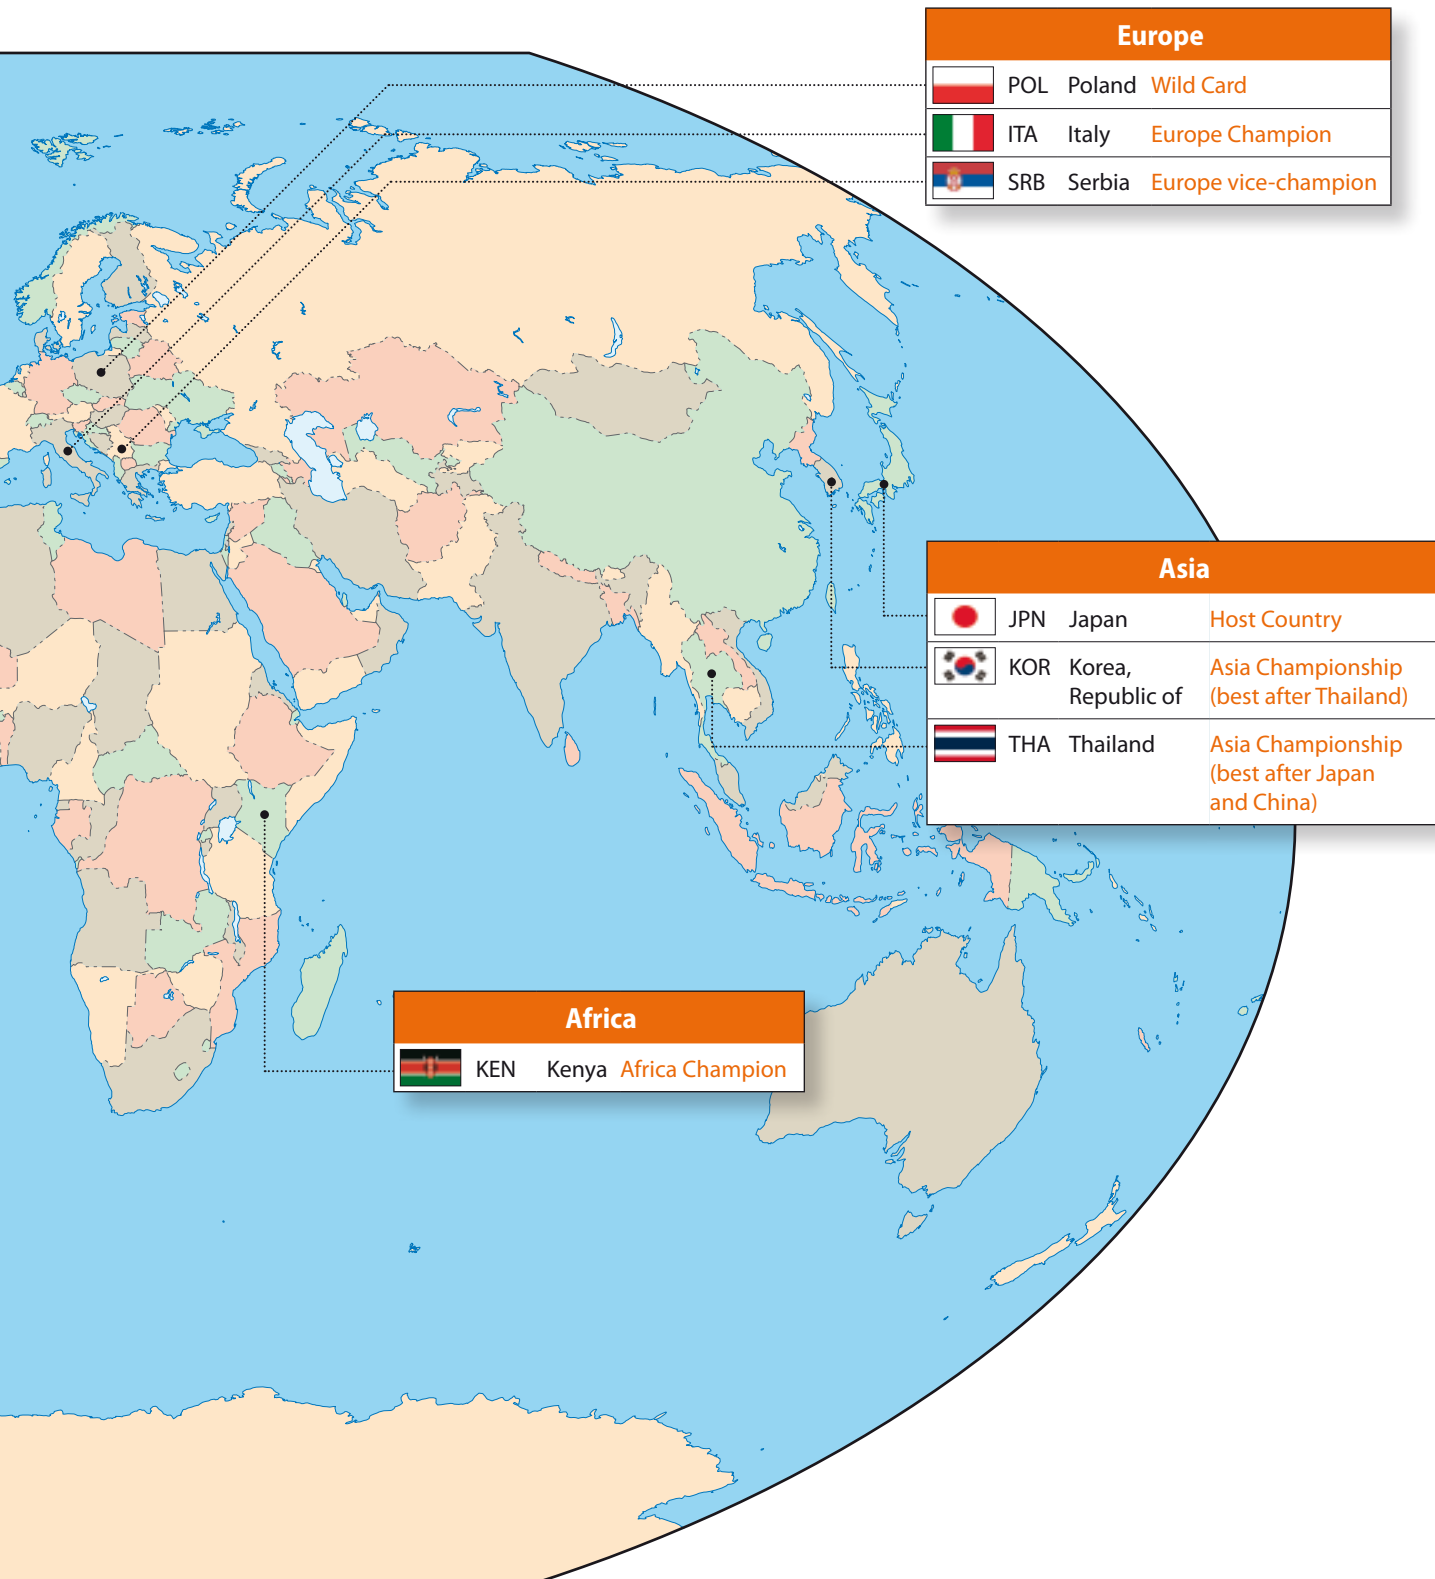 Europe
POL Poland Wild Card
ITA Italy Europe Champion
SRB Serbia Europe vice-champion
Asia
JPN Japan Host Country
KOR Korea, Asia Championship
Republic of (best after Thailand)
THA Thailand Asia Championship
(best after Japan
and China)
Africa
KEN Kenya Africa Champion